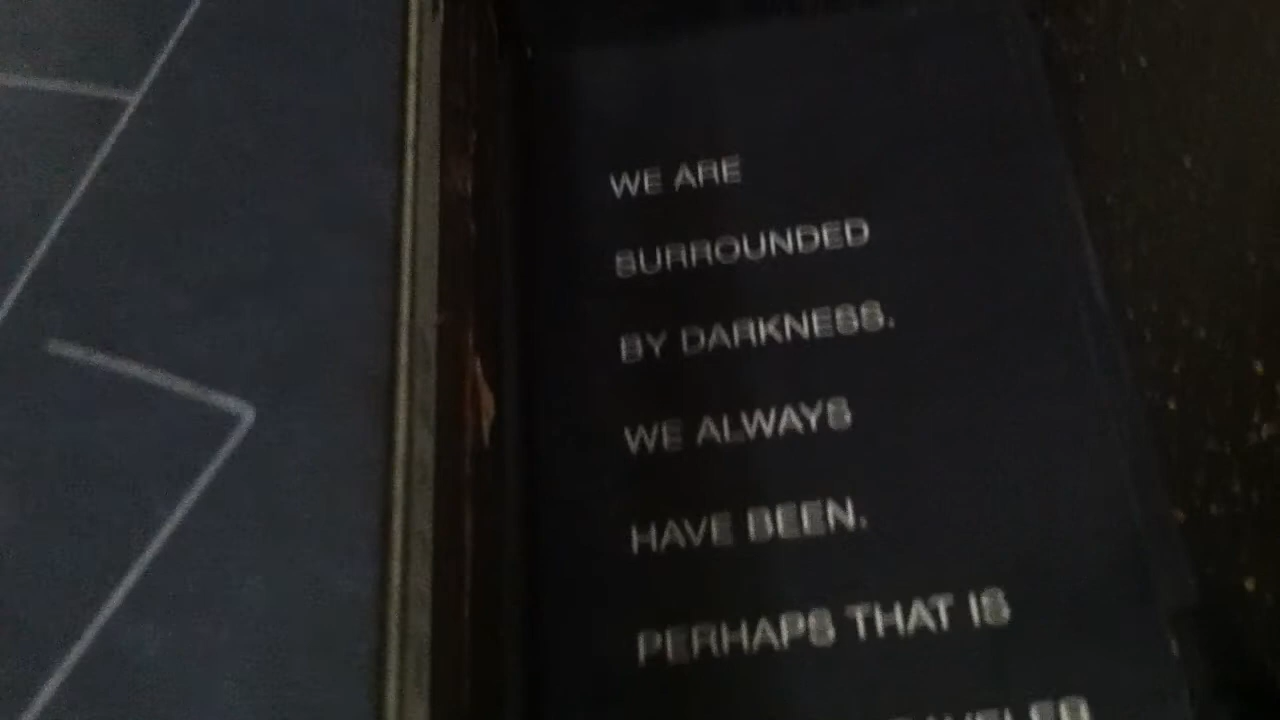 WE ARE
SURROUNDED
BY DARKNESS.
WE ALWAYS
HAVE BEEN.
PERHAPS THAT IS